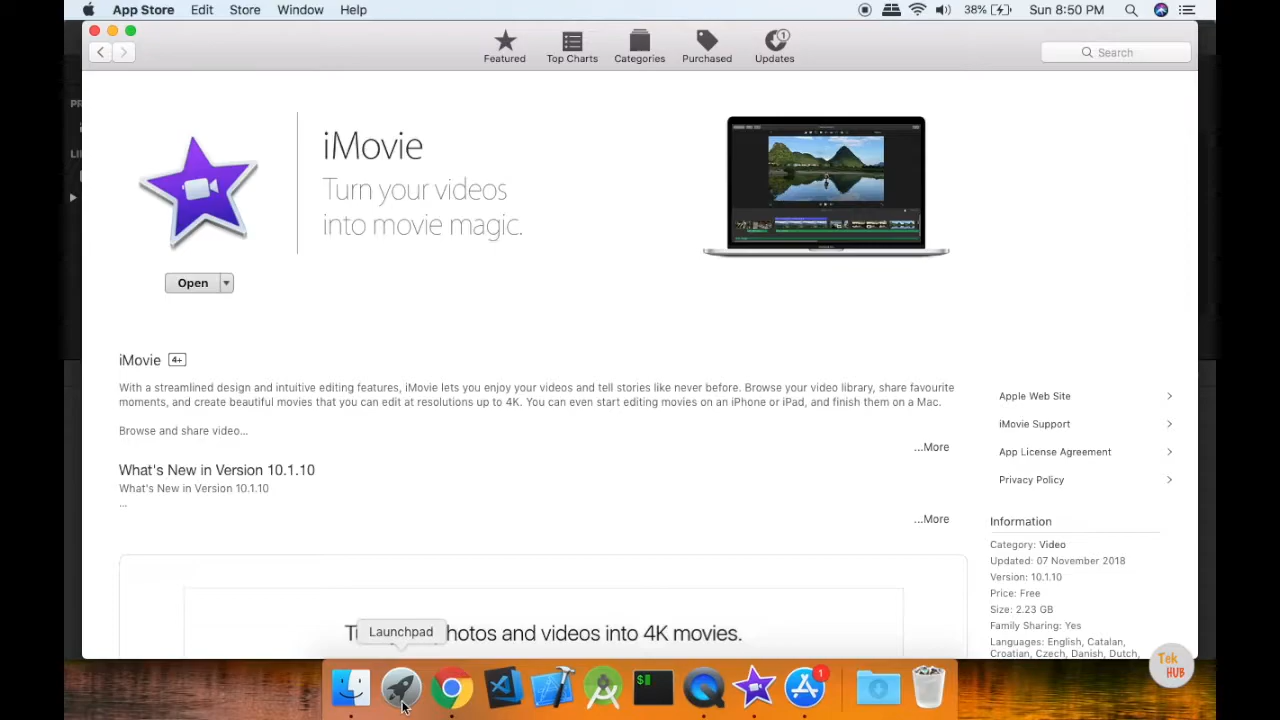 App Store Edit Store Window Help
38% Sun 8:50 PM
Featured Top Charts Categories Purchased Updates
1
Search
iMovie
Turn your videos
into movie magic.
Open
iMovie 4+
With a streamlined design and intuitive editing features, iMovie lets you enjoy your videos and tell stories like never before. Browse your video library, share favourite
moments, and create beautiful movies that you can edit at resolutions up to 4K. You can even start editing movies on an iPhone or iPad, and finish them on a Mac.
Browse and share video...
...More
What's New in Version 10.1.10
What's New in Version 10.1.10
...
...More
Apple Web Site
iMovie Support
App License Agreement
Privacy Policy
Information
Category: Video
Updated: 07 November 2018
Version: 10.1.10
Price: Free
Size: 2.23 GB
Family Sharing: Yes
Languages: English, Catalan,
Croatian, Czech, Danish, Dutch,
photos and videos into 4K movies.
Launchpad
$
1
Tek
HUB